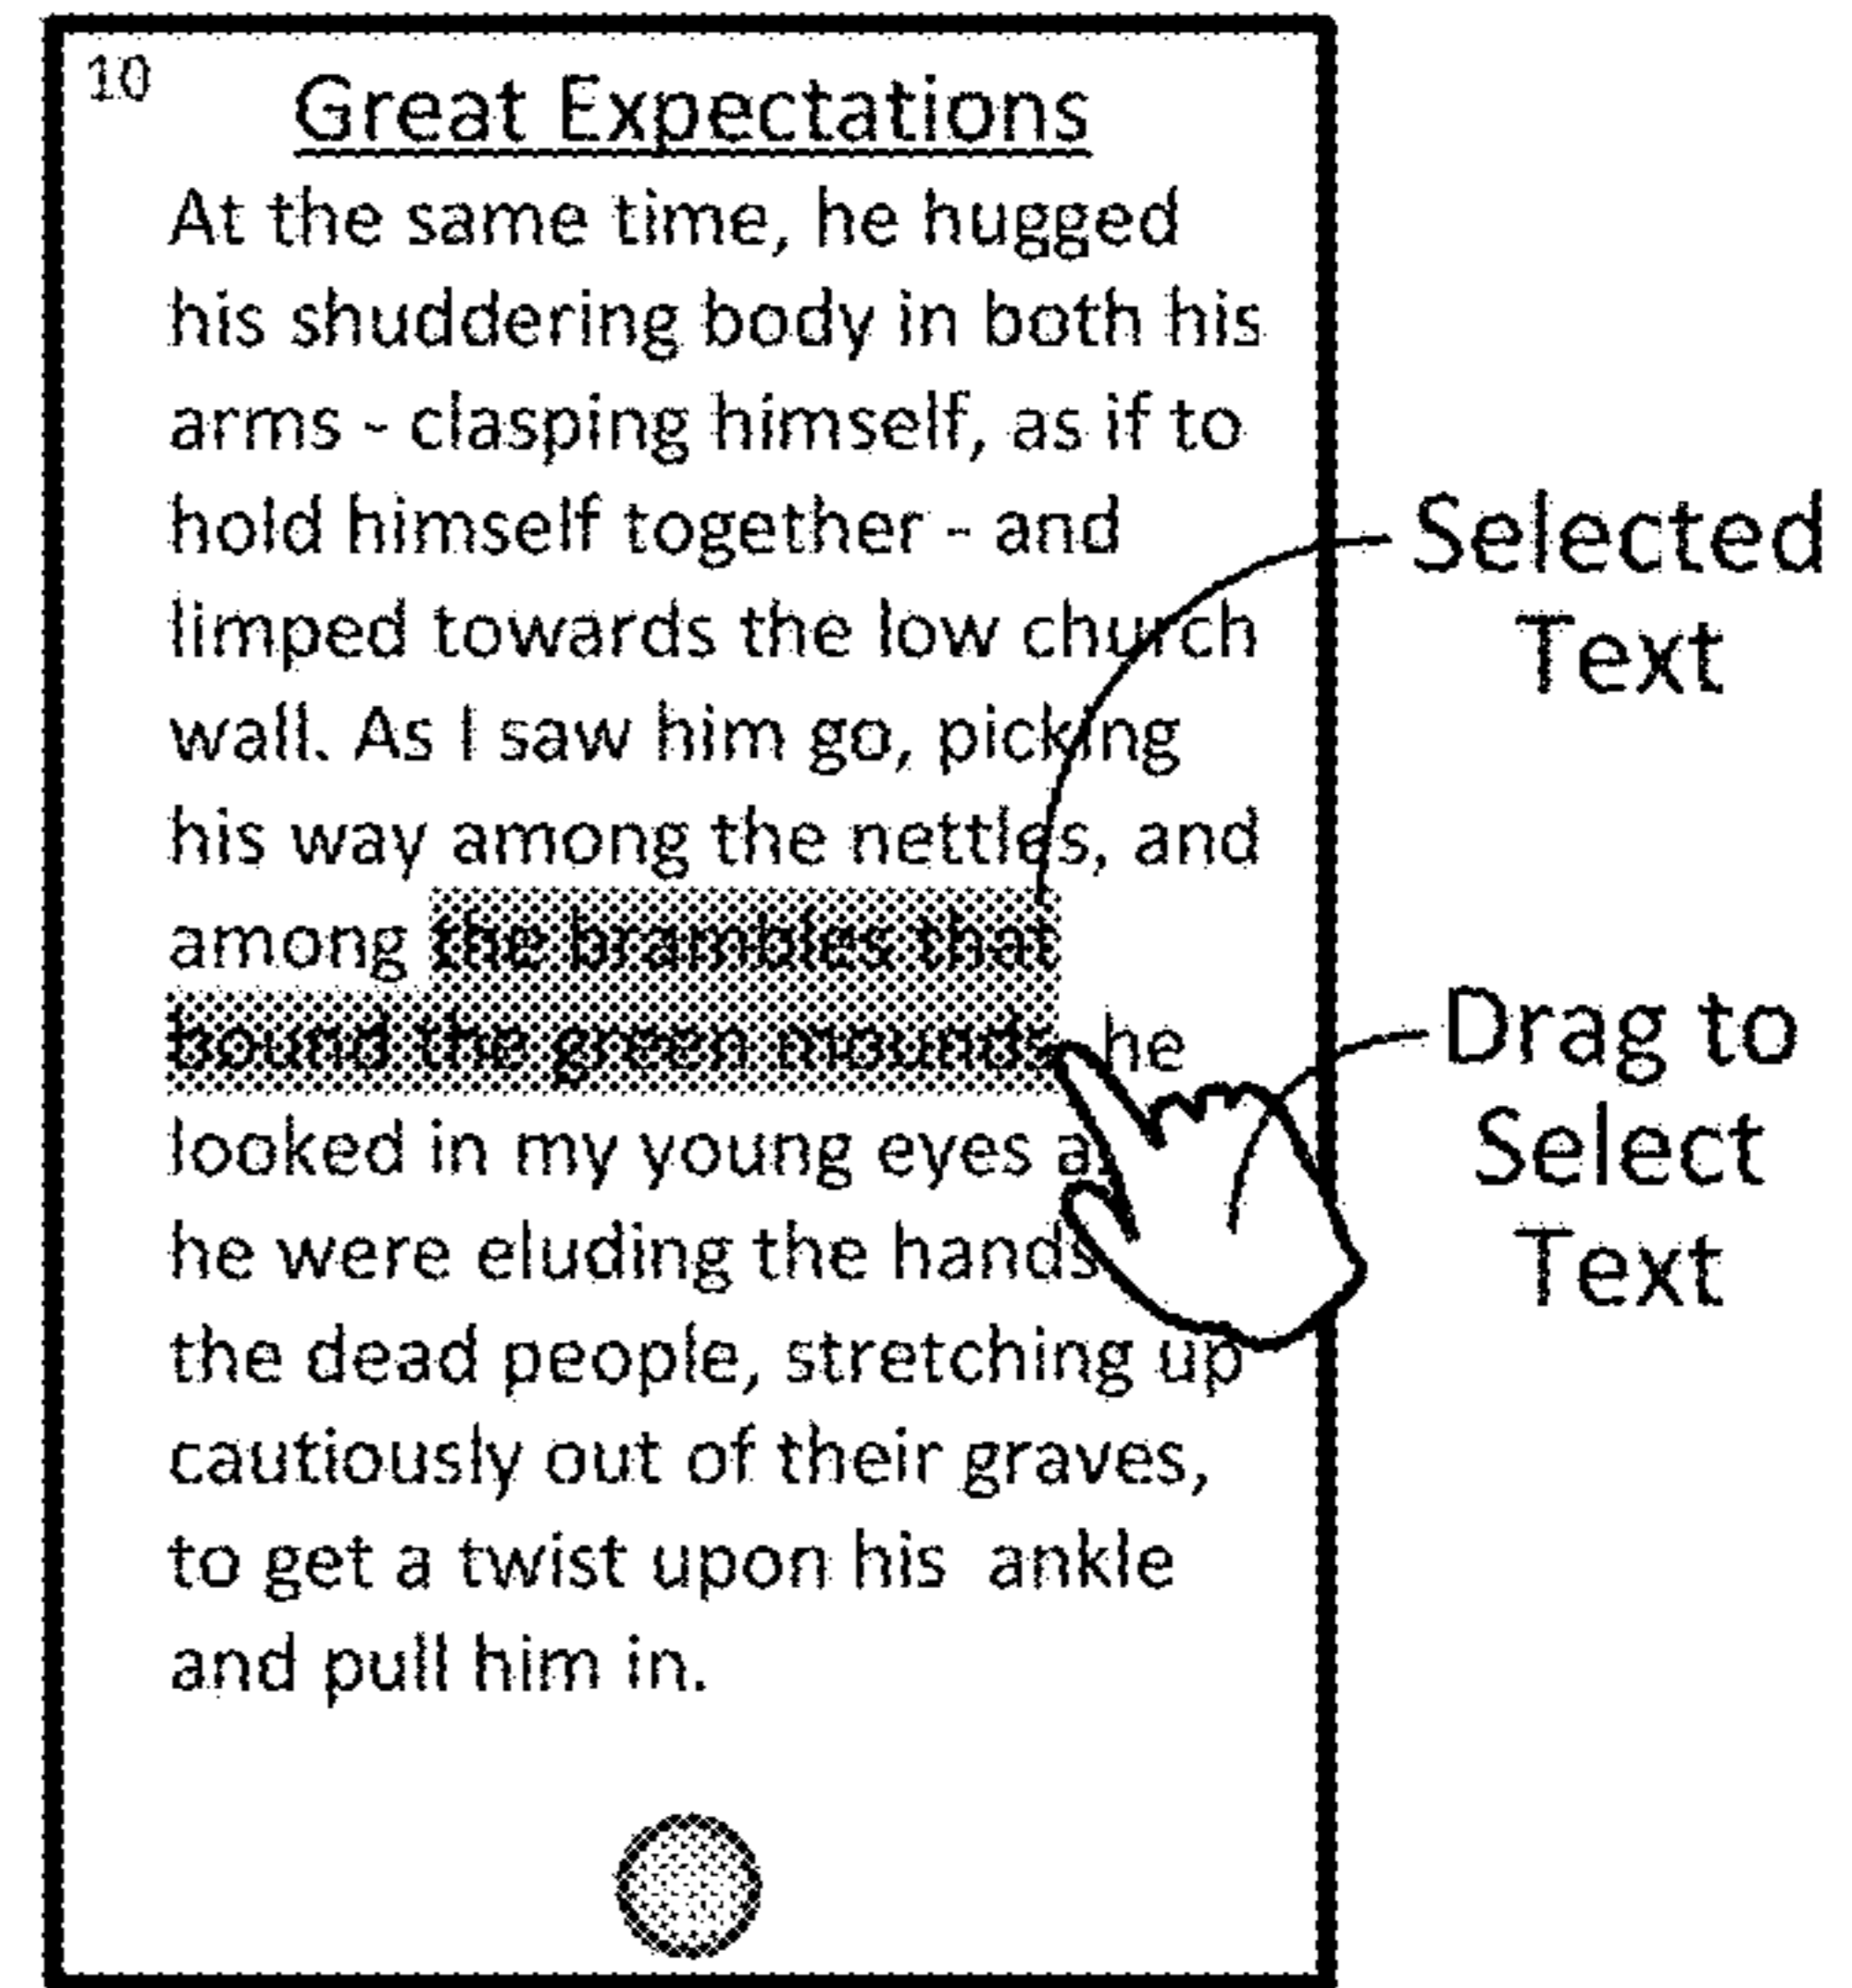 10
Great Expectations
At the same time, he hugged
his shuddering body in both his
arms - clasping himself, as if to
hold himself together - and
limped towards the low church
wall. As I saw him go, picking
his way among the nettles, and
among the brambles that
bound the green mounds he
looked in my young eyes
he were eluding the hands
the dead people, stretching up
cautiously out of their graves,
to get a twist upon his ankle
and pull him in.
Selected
Text
Drag to
Select
Text